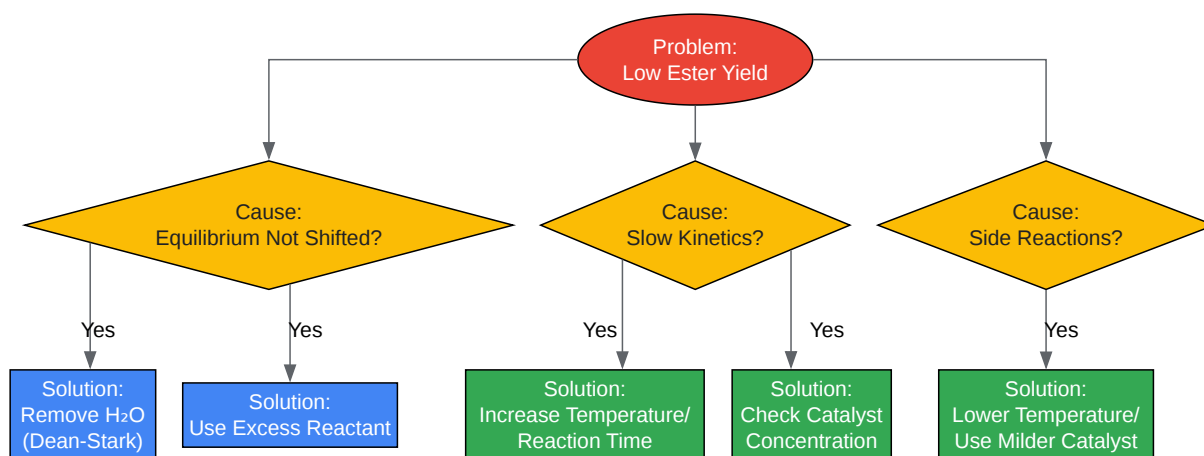 Problem:
Low Ester Yield
Cause:
Equilibrium Not Shifted?
Cause:
Slow Kinetics?
Cause:
Side Reactions?
Yes
Yes
Yes
Yes
Yes
Solution:
Remove H₂O
(Dean-Stark)
Solution:
Use Excess Reactant
Solution:
Increase Temperature/
Reaction Time
Solution:
Check Catalyst
Concentration
Solution:
Lower Temperature/
Use Milder Catalyst